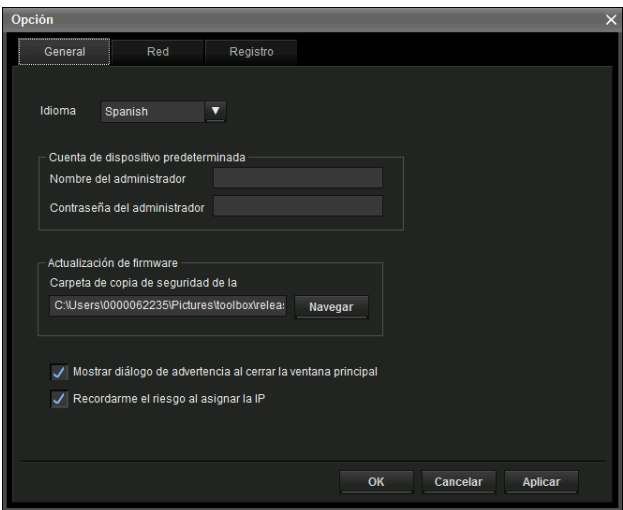 Opción
General Red Registro
Idioma Spanish
Cuenta de dispositivo predeterminada
Nombre del administrador
Contraseña del administrador
Actualización de firmware
Carpeta de copia de seguridad de la
C:\Users\0000062235\Pictures\toolbox\relea Navegar
Mostrar diálogo de advertencia al cerrar la ventana principal
Recordarme el riesgo al asignar la IP
OK Cancelar Aplicar